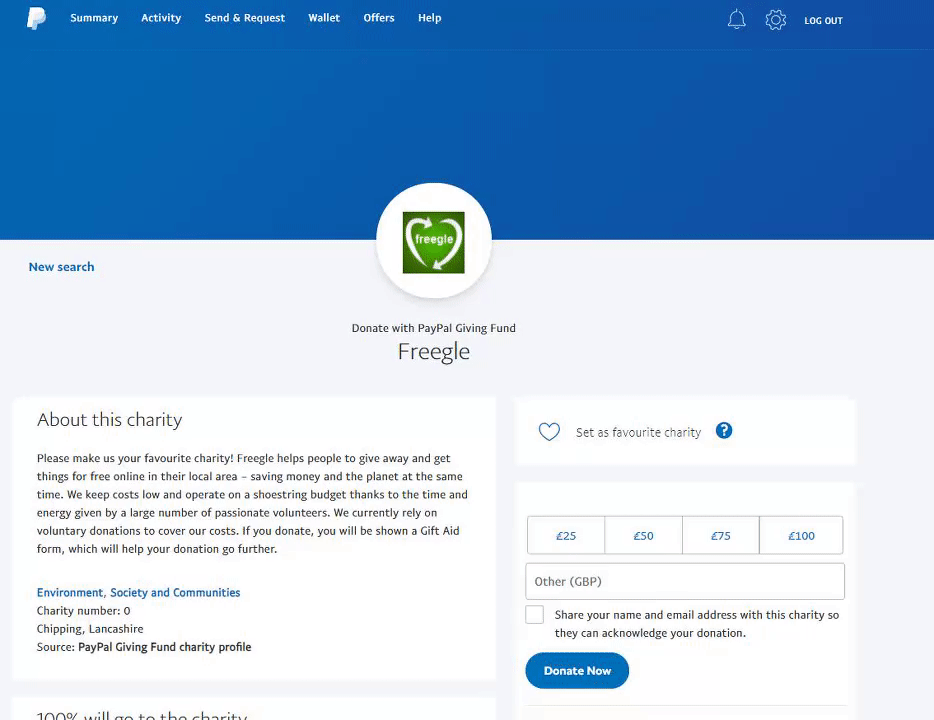 Summary Activity Send & Request Wallet Offers Help LOG OUT
freegle
New search
Donate with PayPal Giving Fund
Freegle
About this charity
Please make us your favourite charity! Freegle helps people to give away and get
things for free online in their local area – saving money and the planet at the same
time. We keep costs low and operate on a shoestring budget thanks to the time and
energy given by a large number of passionate volunteers. We currently rely on
voluntary donations to cover our costs. If you donate, you will be shown a Gift Aid
form, which will help your donation go further.
Environment, Society and Communities
Charity number: 0
Chipping, Lancashire
Source: PayPal Giving Fund charity profile
100% will go to the charity
Set as favourite charity ?
£25 £50 £75 £100
Other (GBP)
Share your name and email address with this charity so
they can acknowledge your donation.
Donate Now